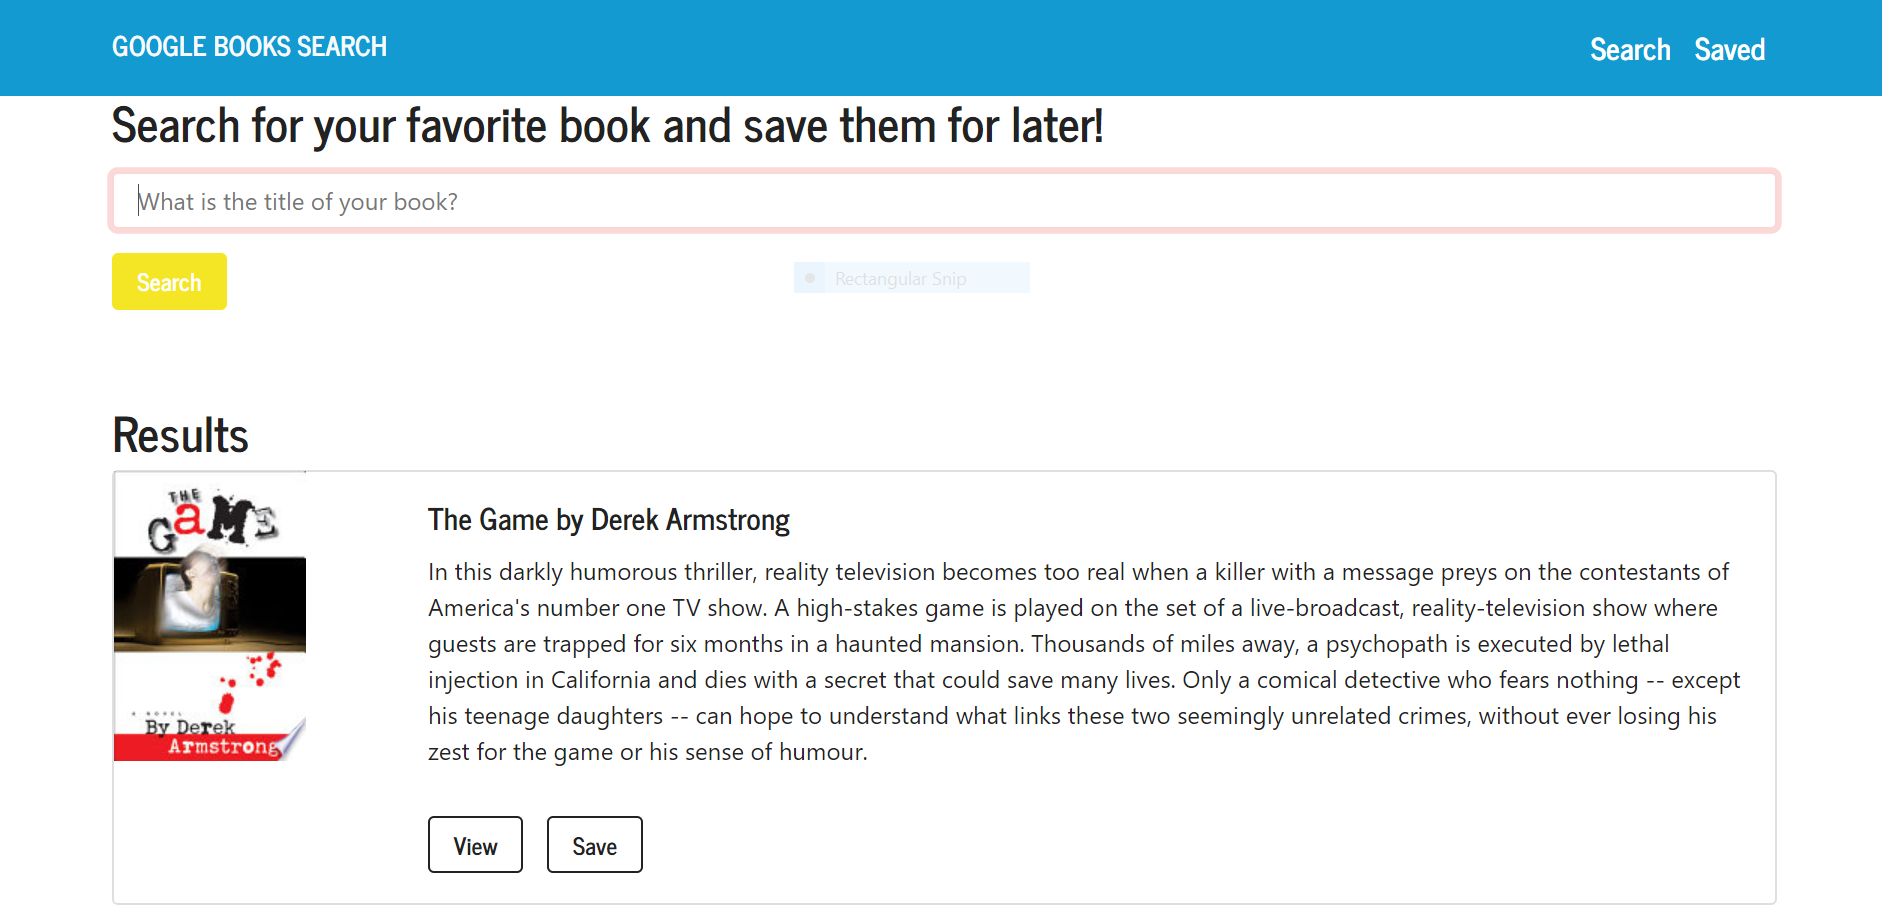 GOOGLE BOOKS SEARCH
Search Saved
Search for your favorite book and save them for later!
What is the title of your book?
Search
Rectangular Snip
Results
THE
GaME
A NOVEL
By Derek
Armstrong
The Game by Derek Armstrong
In this darkly humorous thriller, reality television becomes too real when a killer with a message preys on the contestants of
America's number one TV show. A high-stakes game is played on the set of a live-broadcast, reality-television show where
guests are trapped for six months in a haunted mansion. Thousands of miles away, a psychopath is executed by lethal
injection in California and dies with a secret that could save many lives. Only a comical detective who fears nothing -- except
his teenage daughters -- can hope to understand what links these two seemingly unrelated crimes, without ever losing his
zest for the game or his sense of humour.
View Save